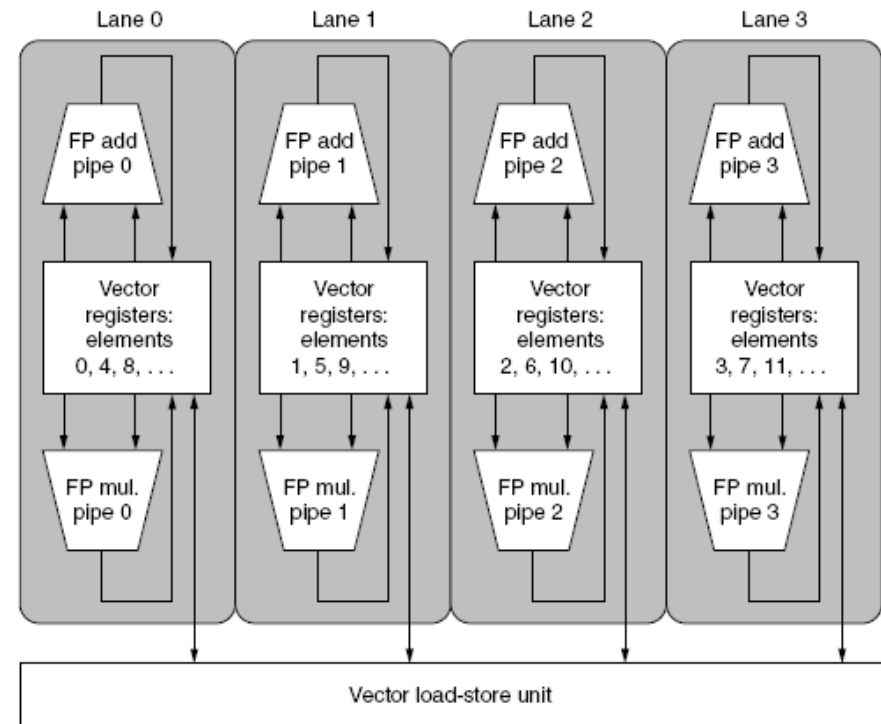 Lane 0
Lane 1
Lane 2
Lane 3
FP add
pipe 0
FP add
pipe 1
FP add
pipe 2
FP add
pipe 3
Vector
registers:
elements
0, 4, 8, . . .
Vector
registers:
elements
1, 5, 9, . . .
Vector
registers:
elements
2, 6, 10, . . .
Vector
registers:
elements
3, 7, 11, . . .
FP mul.
pipe 0
FP mul.
pipe 1
FP mul.
pipe 2
FP mul.
pipe 3
Vector load-store unit